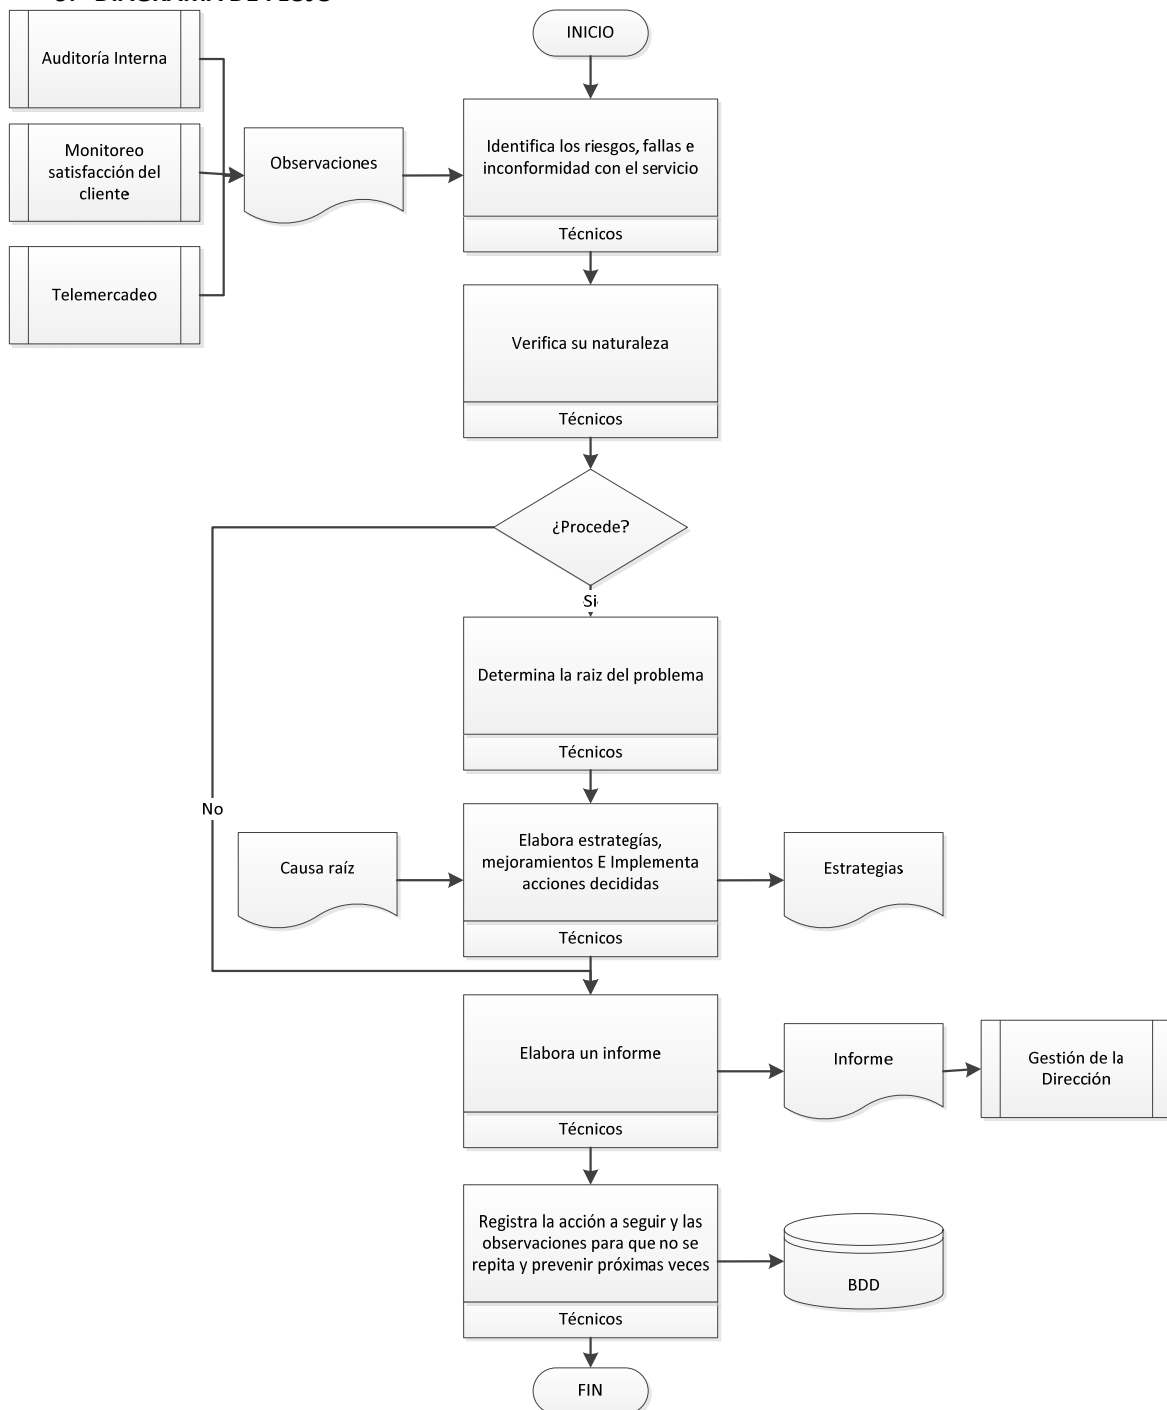 INICIO
Auditoría Interna
Monitoreo
satisfacción del
cliente
Telemercadeo
Observaciones
Identifica los riesgos, fallas e
inconformidad con el servicio
Técnicos
Verifica su naturaleza
Técnicos
¿Procede?
Si
No
Determina la raiz del problema
Técnicos
Causa raíz
Elabora estrategías,
mejoramientos E Implementa
acciones decididas
Técnicos
Estrategias
Elabora un informe
Técnicos
Informe
Gestión de la
Dirección
Registra la acción a seguir y las
observaciones para que no se
repita y prevenir próximas veces
Técnicos
BDD
FIN